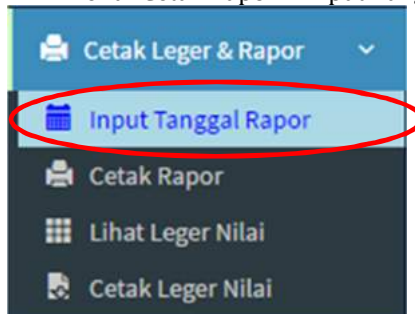 Cetak Leger & Rapor
Input Tanggal Rapor
Cetak Rapor
Lihat Leger Nilai
Cetak Leger Nilai